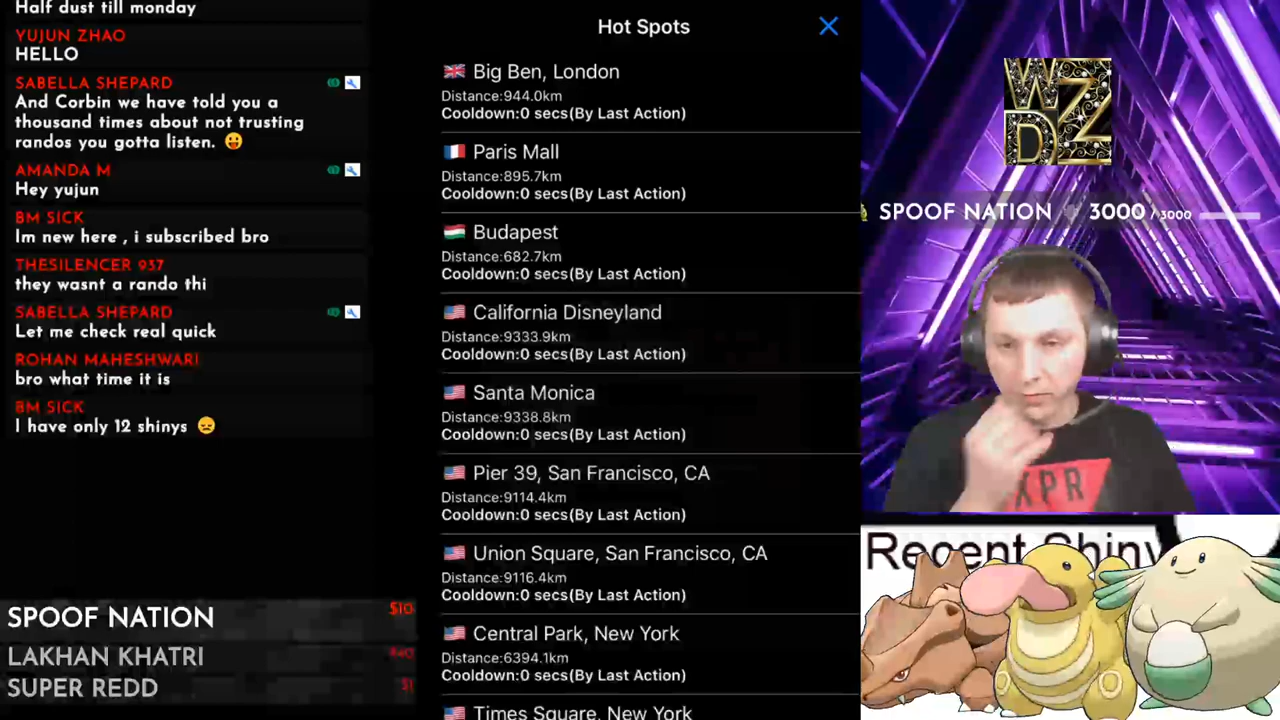 Half dust till monday
YUJUN ZHAO
HELLO
SABELLA SHEPARD
And Corbin we have told you a
thousand times about not trusting
randos you gotta listen. 😛
AMANDA M
Hey yujun
BM SICK
Im new here , i subscribed bro
THESILENCER 937
they wasnt a rando thi
SABELLA SHEPARD
Let me check real quick
ROHAN MAHESHWARI
bro what time it is
BM SICK
I have only 12 shinys 😞
SPOOF NATION $10
LAKHAN KHATRI
SUPER REDD $1
Hot Spots
Big Ben, London
Distance:944.0km
Cooldown:0 secs(By Last Action)
Paris Mall
Distance:895.7km
Cooldown:0 secs(By Last Action)
Budapest
Distance:682.7km
Cooldown:0 secs(By Last Action)
California Disneyland
Distance:9333.9km
Cooldown:0 secs(By Last Action)
Santa Monica
Distance:9338.8km
Cooldown:0 secs(By Last Action)
Pier 39, San Francisco, CA
Distance:9114.4km
Cooldown:0 secs(By Last Action)
Union Square, San Francisco, CA
Distance:9116.4km
Cooldown:0 secs(By Last Action)
Central Park, New York
Distance:6394.1km
Cooldown:0 secs(By Last Action)
Times Square, New York
WZ
DZ
SPOOF NATION 3000 / 3000
XPR
Recent Shiny